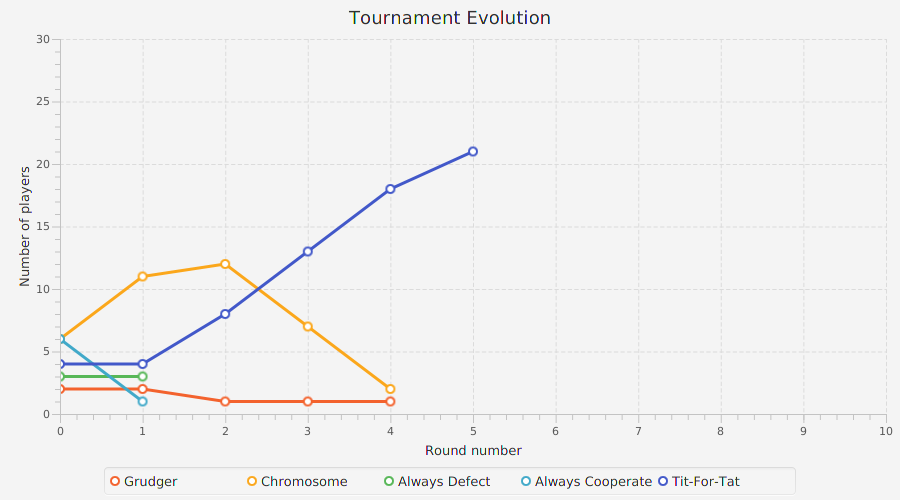 Tournament Evolution
30
25
20
15
10
5
0
Number of players
0 1 2 3 4 5 6 7 8 9 10
Round number
Grudger Chromosome Always Defect Always Cooperate Tit-For-Tat